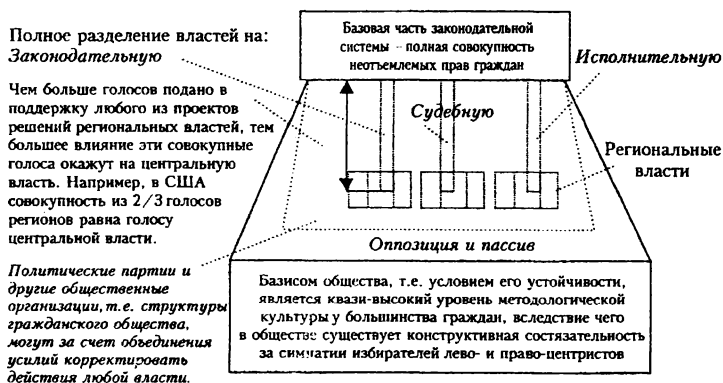 Полное разделение властей на:
Законодательную
Чем больше голосов подано в
поддержку любого из проектов
решений региональных властей, тем
большее влияние эти совокупные
голоса окажут на центральную
власть. Например, в США
совокупность из 2/3 голосов
регионов равна голосу
центральной власти.
Политические партии и
другие общественные
организации, т.е. структуры
гражданского общества,
могут за счет объединения
усилий корректировать
действия любой власти.
Базовая часть законодательной
системы - полная совокупность
неотъемлемых прав граждан
Судебную
Исполнительную
Региональные
власти
Оппозиция и пассив
Базисом общества, т.е. условием его устойчивости,
является квази-высокий уровень методологической
культуры у большинства граждан, вследствие чего
в обществе существует конструктивная состязательность
за симпатии избирателей лево- и право-центристов